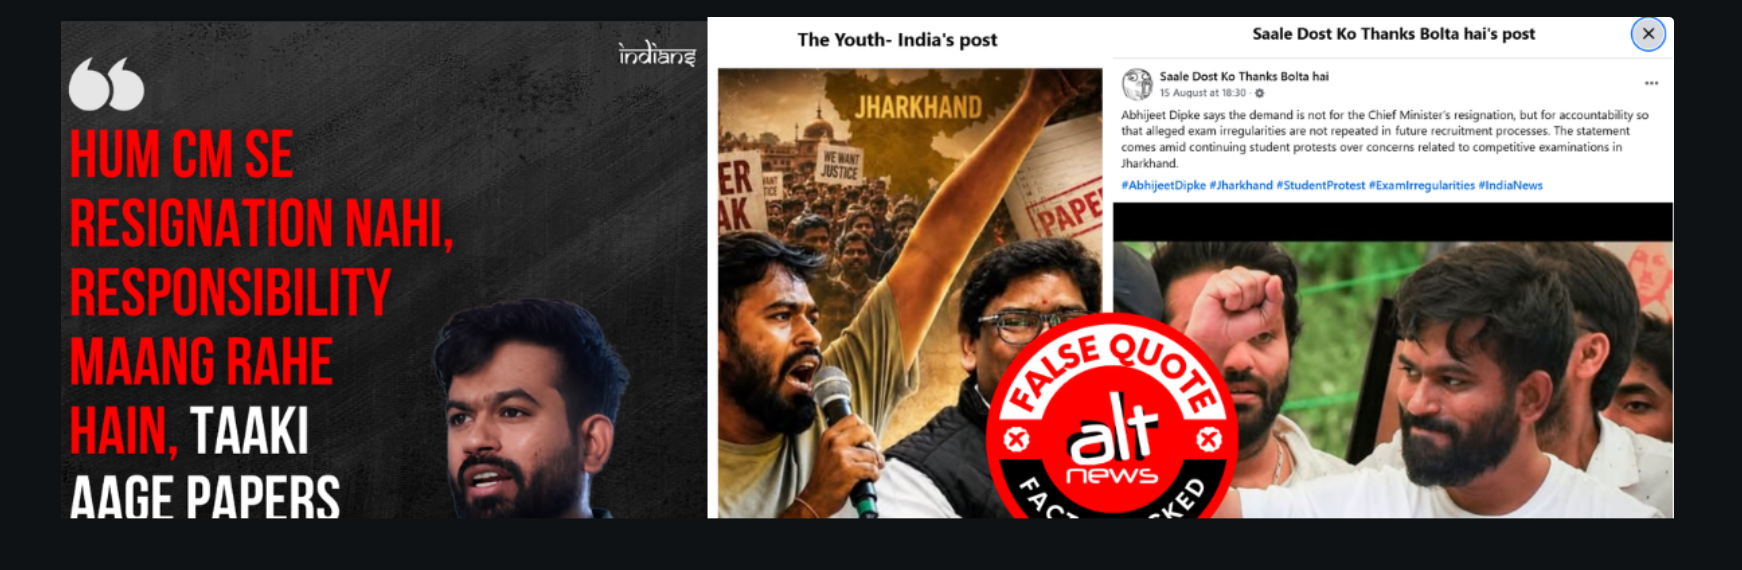 indians
HUM CM SE
RESIGNATION NAHI,
RESPONSIBILITY
MAANG RAHE
HAIN, TAAKI
AAGE PAPERS
The Youth- India's post
JHARKHAND
WE WANT
JUSTICE
Saale Dost Ko Thanks Bolta hai's post
Saale Dost Ko Thanks Bolta hai
15 August at 18:30 ·
Abhijeet Dipke says the demand is not for the Chief Minister's resignation, but for accountability so
that alleged exam irregularities are not repeated in future recruitment processes. The statement
comes amid continuing student protests over concerns related to competitive examinations in
Jharkhand.
#AbhijeetDipke #Jharkhand #StudentProtest #ExamIrregularities #IndiaNews
FALSE QUOTE
alt
news